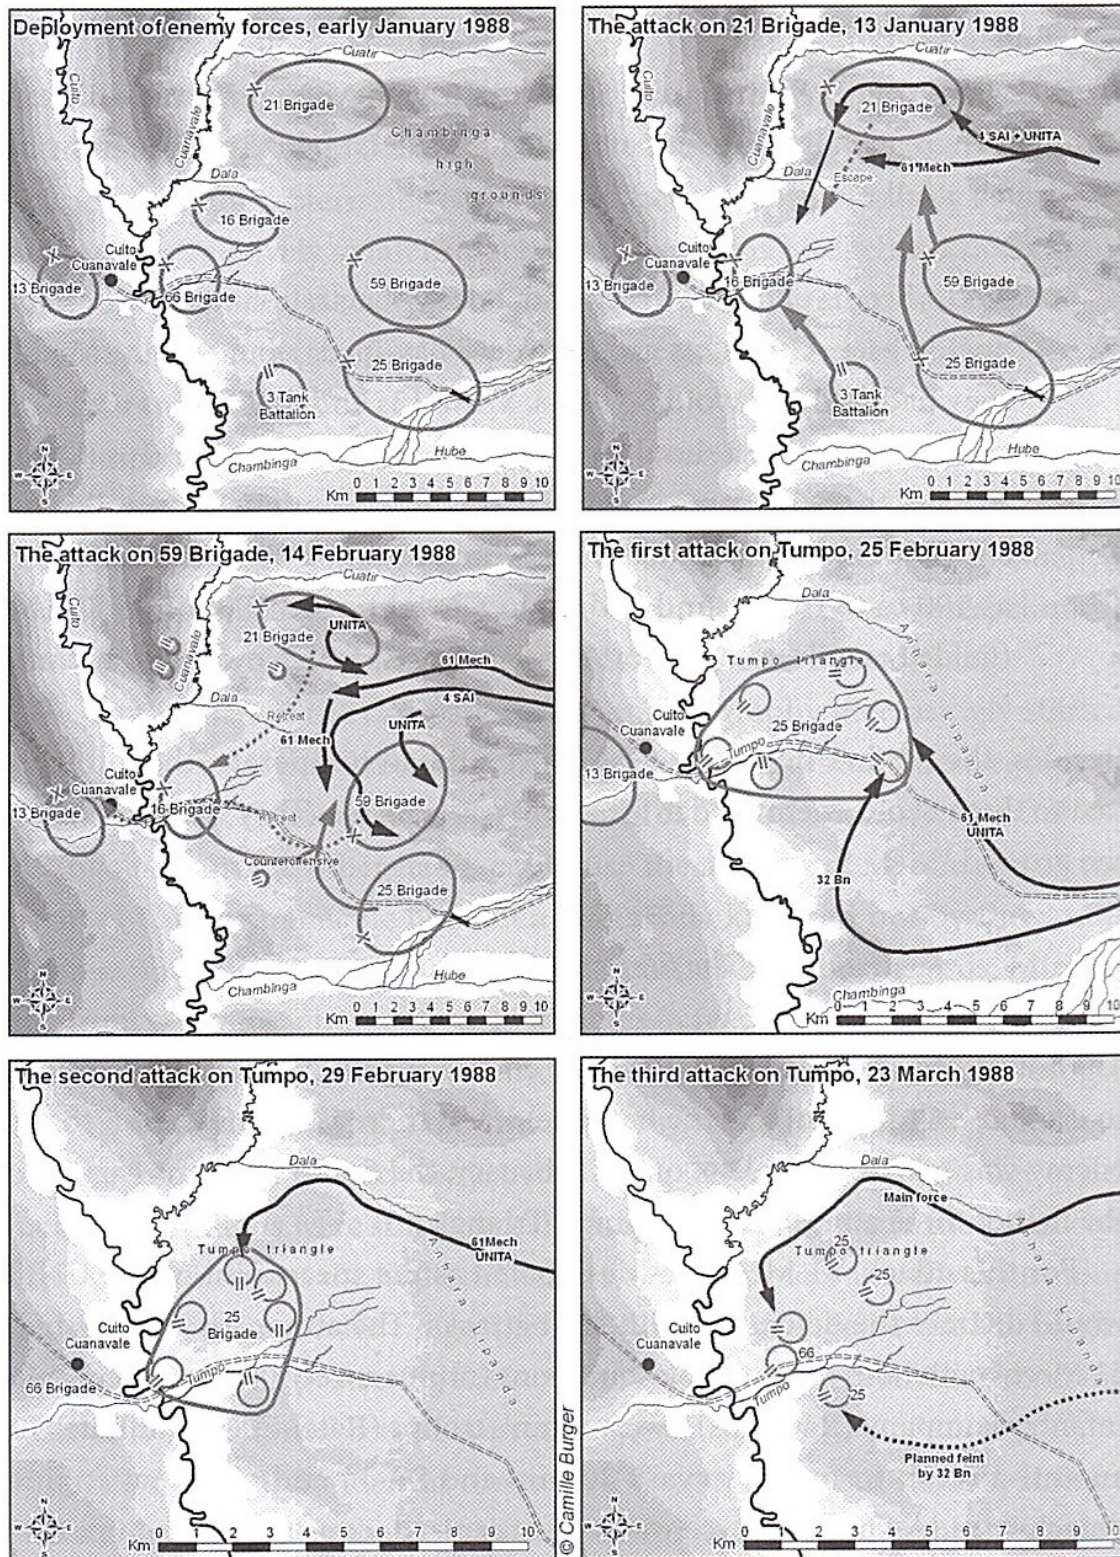 Deployment of enemy forces, early January 1988
Cuatir
Cuito
Cuanavale
21 Brigade
Chambinga
high
grounds
Dala
16 Brigade
Cuito
Cuanavale
13 Brigade
66 Brigade
59 Brigade
25 Brigade
3 Tank
Battalion
Hube
Chambinga
N
W E
S
Km 0 1 2 3 4 5 6 7 8 9 10
The attack on 21 Brigade, 13 January 1988
Cuatir
Cuito
Cuanavale
21 Brigade
4 SAI + UNITA
61 Mech
Dala
Escape
Cuito
Cuanavale
13 Brigade
16 Brigade
59 Brigade
25 Brigade
3 Tank
Battalion
Hube
Chambinga
N
W E
S
Km 0 1 2 3 4 5 6 7 8 9 10
The attack on 59 Brigade, 14 February 1988
Cuatir
Cuito
Cuanavale
UNITA
21 Brigade
61 Mech
4 SAI
Dala
Retreat
UNITA
61 Mech
Cuito
Cuanavale
13 Brigade
16 Brigade
59 Brigade
Retreat
Counteroffensive
25 Brigade
Hube
Chambinga
N
W E
S
Km 0 1 2 3 4 5 6 7 8 9 10
The first attack on Tumpo, 25 February 1988
Dala
Anhara Lipanda
Tumpo triangle
Cuito
Cuanavale
25 Brigade
Tumpo
13 Brigade
61 Mech
UNITA
32 Bn
Chambinga
N
W E
S
Km 0 2 4 6 8 10
The second attack on Tumpo, 29 February 1988
Dala
61Mech
UNITA
Anhara Lipanda
Tumpo triangle
25
Brigade
Cuito
Cuanavale
66 Brigade
Tumpo
N
W E
S
Km 0 2 4 6 8 10
© Camille Burger
The third attack on Tumpo, 23 March 1988
Dala
Main force
Anhara Lipanda
25
Tumpo triangle
25
Cuito
Cuanavale
66
Tumpo
25
Planned feint
by 32 Bn
N
W E
S
Km 0 1 2 3 4 5 6 7 8 9 10